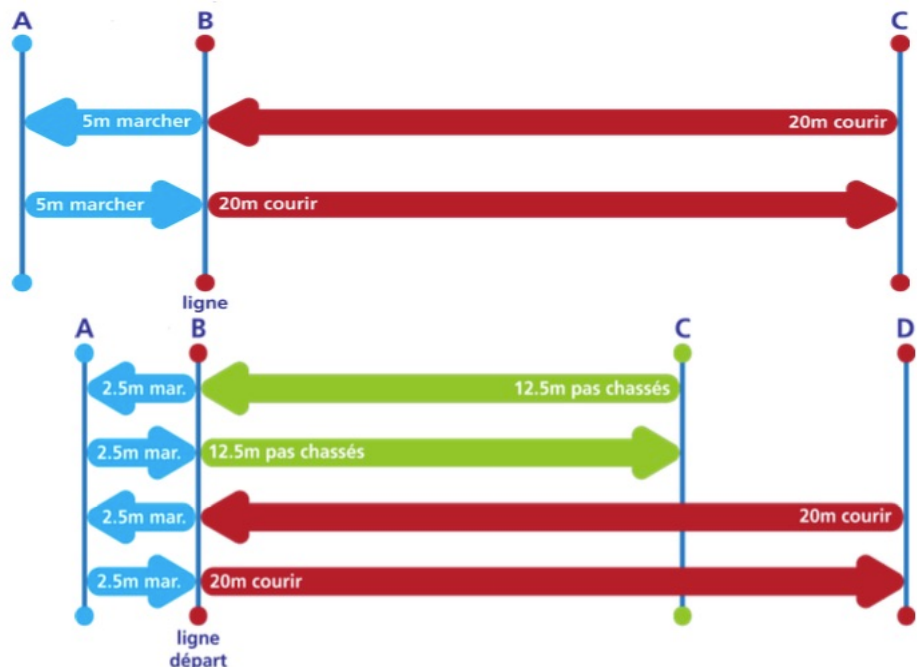 A B C
5m marcher 20m courir
5m marcher 20m courir
ligne
A B C D
2.5m mar. 12.5m pas chassés
2.5m mar. 12.5m pas chassés
2.5m mar. 20m courir
2.5m mar. 20m courir
ligne
départ